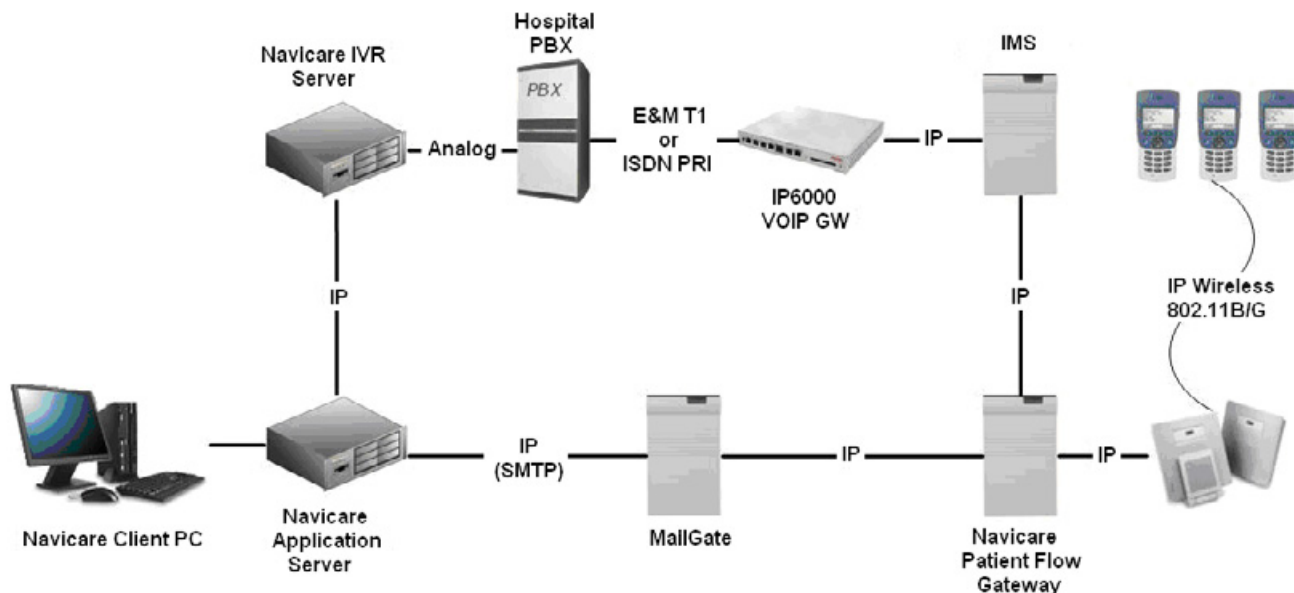 Hospital
PBX
IMS
Navicare IVR
Server
PBX
E&M T1
or
ISDN PRI
Analog
IP
IP6000
VOIP GW
IP
IP
IP Wireless
802.11B/G
IP
(SMTP)
IP
IP
Navicare Client PC
Navicare
Application
Server
MailGate
Navicare
Patient Flow
Gateway